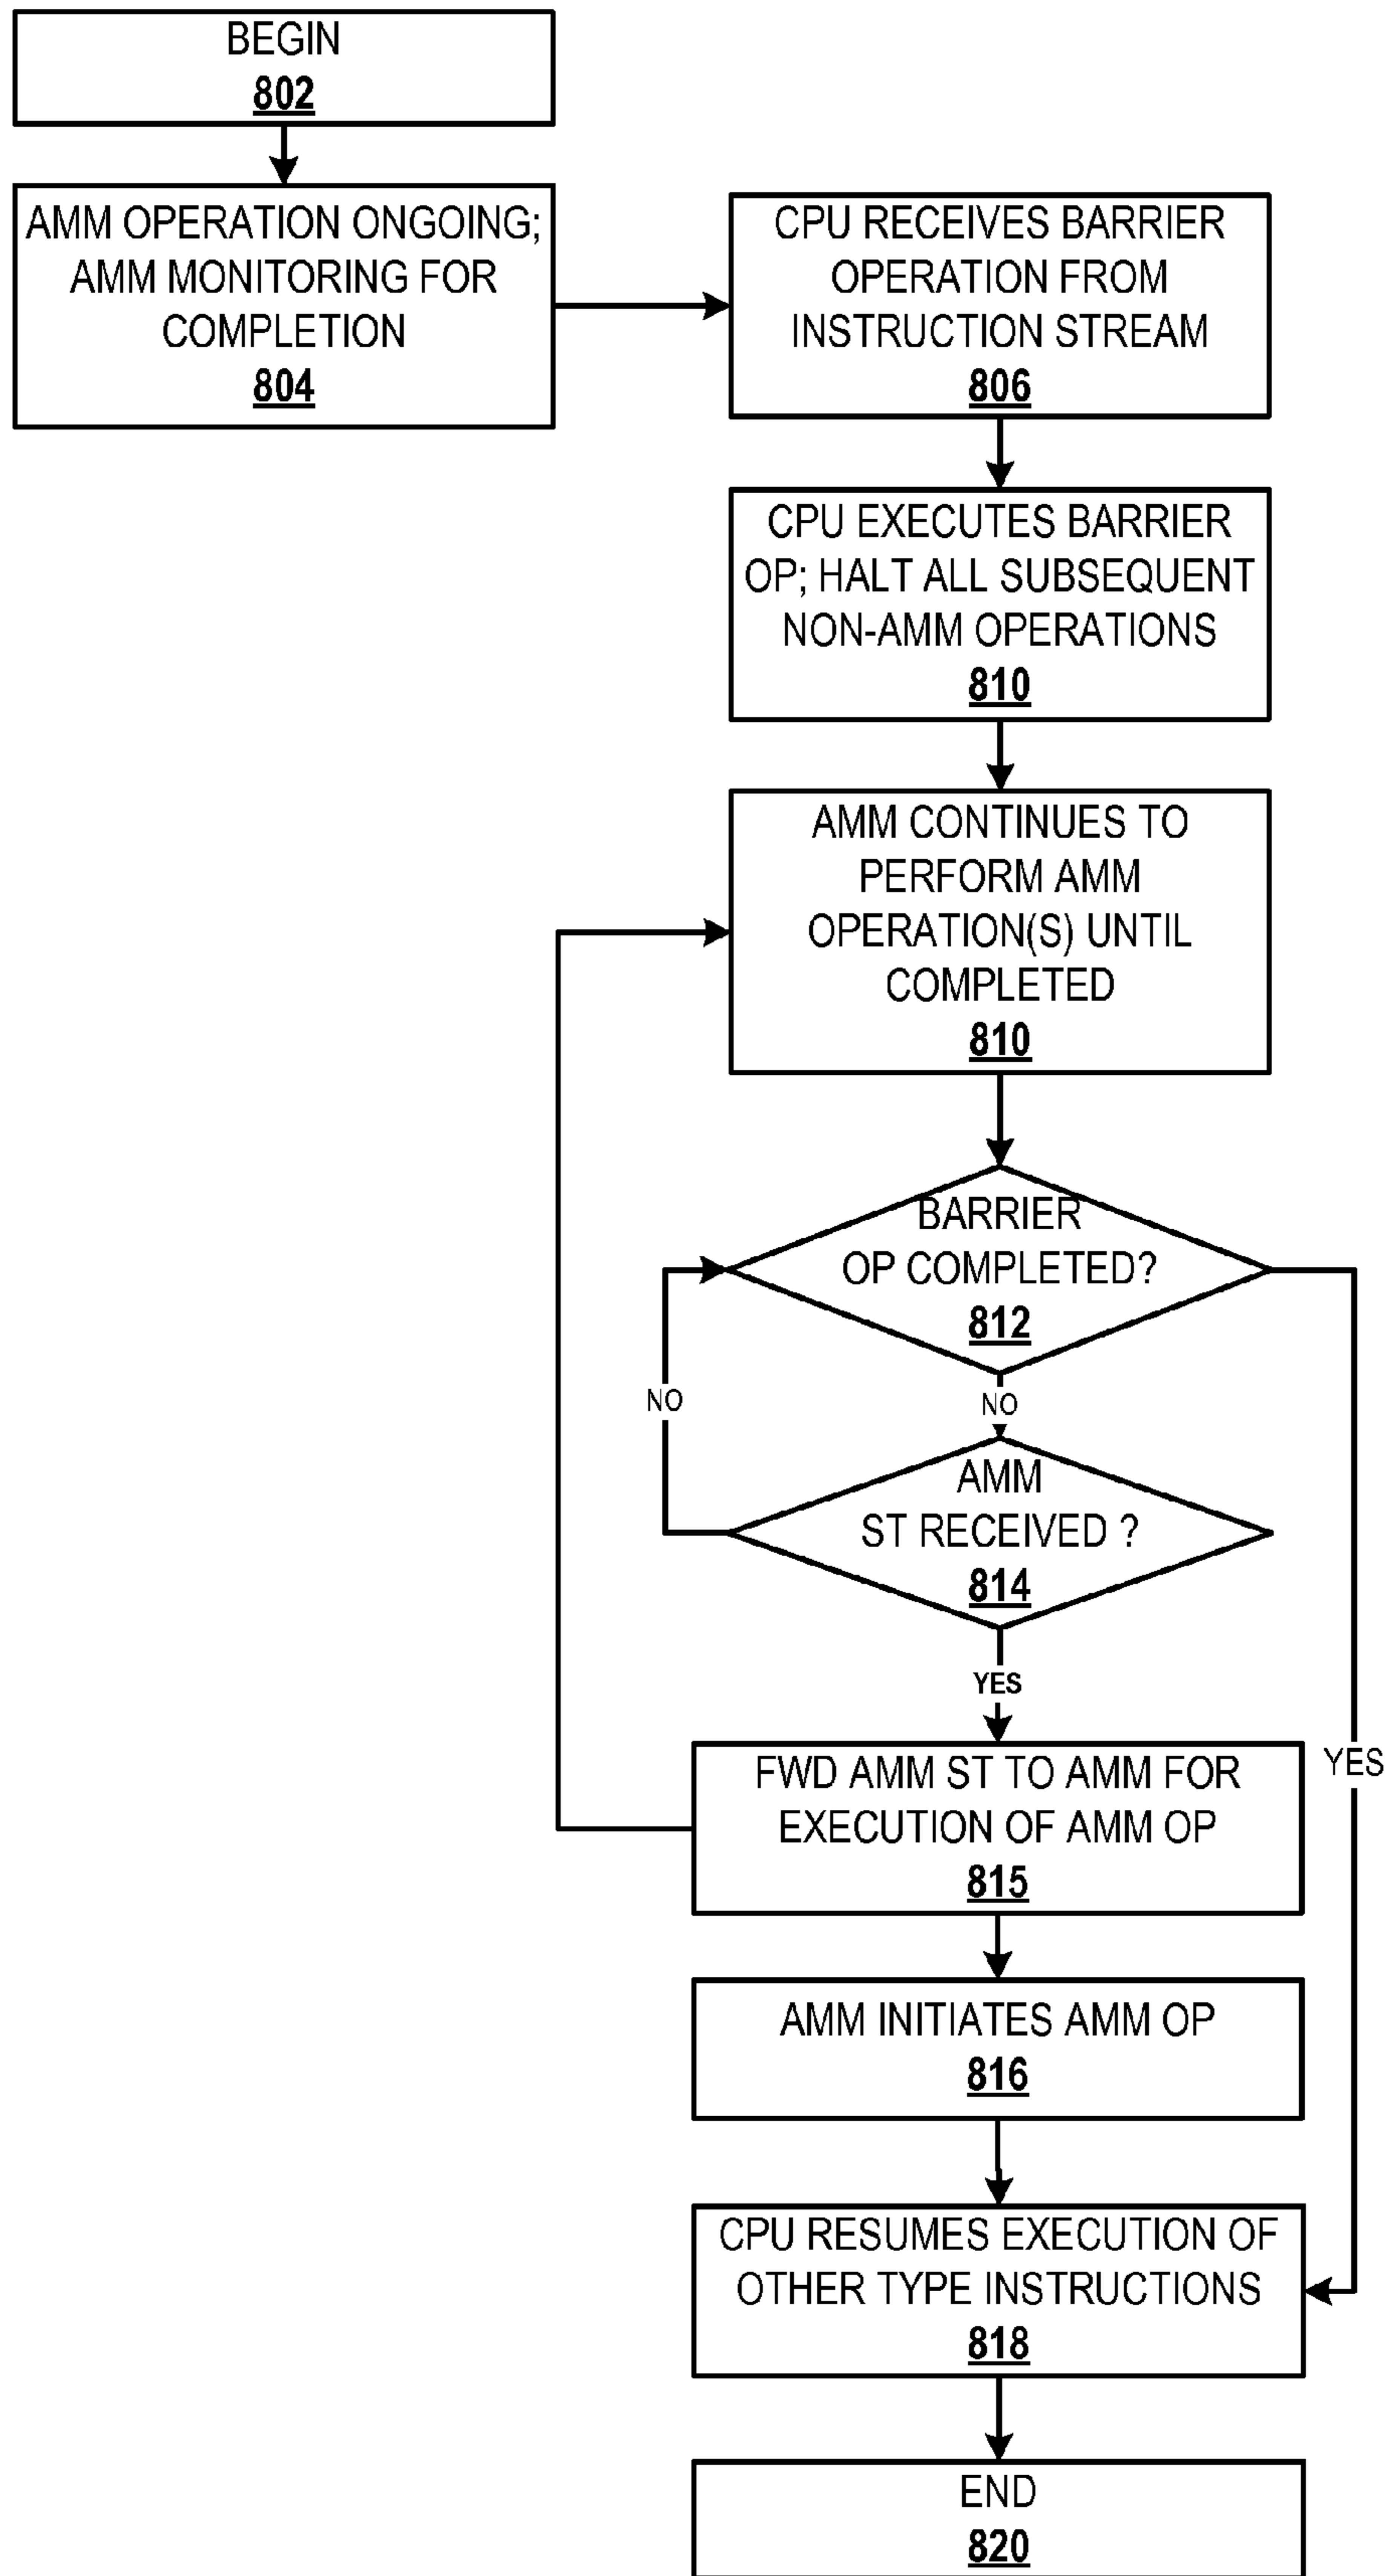 BEGIN
802
AMM OPERATION ONGOING;
AMM MONITORING FOR
COMPLETION
804
CPU RECEIVES BARRIER
OPERATION FROM
INSTRUCTION STREAM
806
CPU EXECUTES BARRIER
OP; HALT ALL SUBSEQUENT
NON-AMM OPERATIONS
810
AMM CONTINUES TO
PERFORM AMM
OPERATION(S) UNTIL
COMPLETED
810
BARRIER
OP COMPLETED?
812
NO
NO
AMM
ST RECEIVED ?
814
YES
FWD AMM ST TO AMM FOR
EXECUTION OF AMM OP
815
YES
AMM INITIATES AMM OP
816
CPU RESUMES EXECUTION OF
OTHER TYPE INSTRUCTIONS
818
END
820